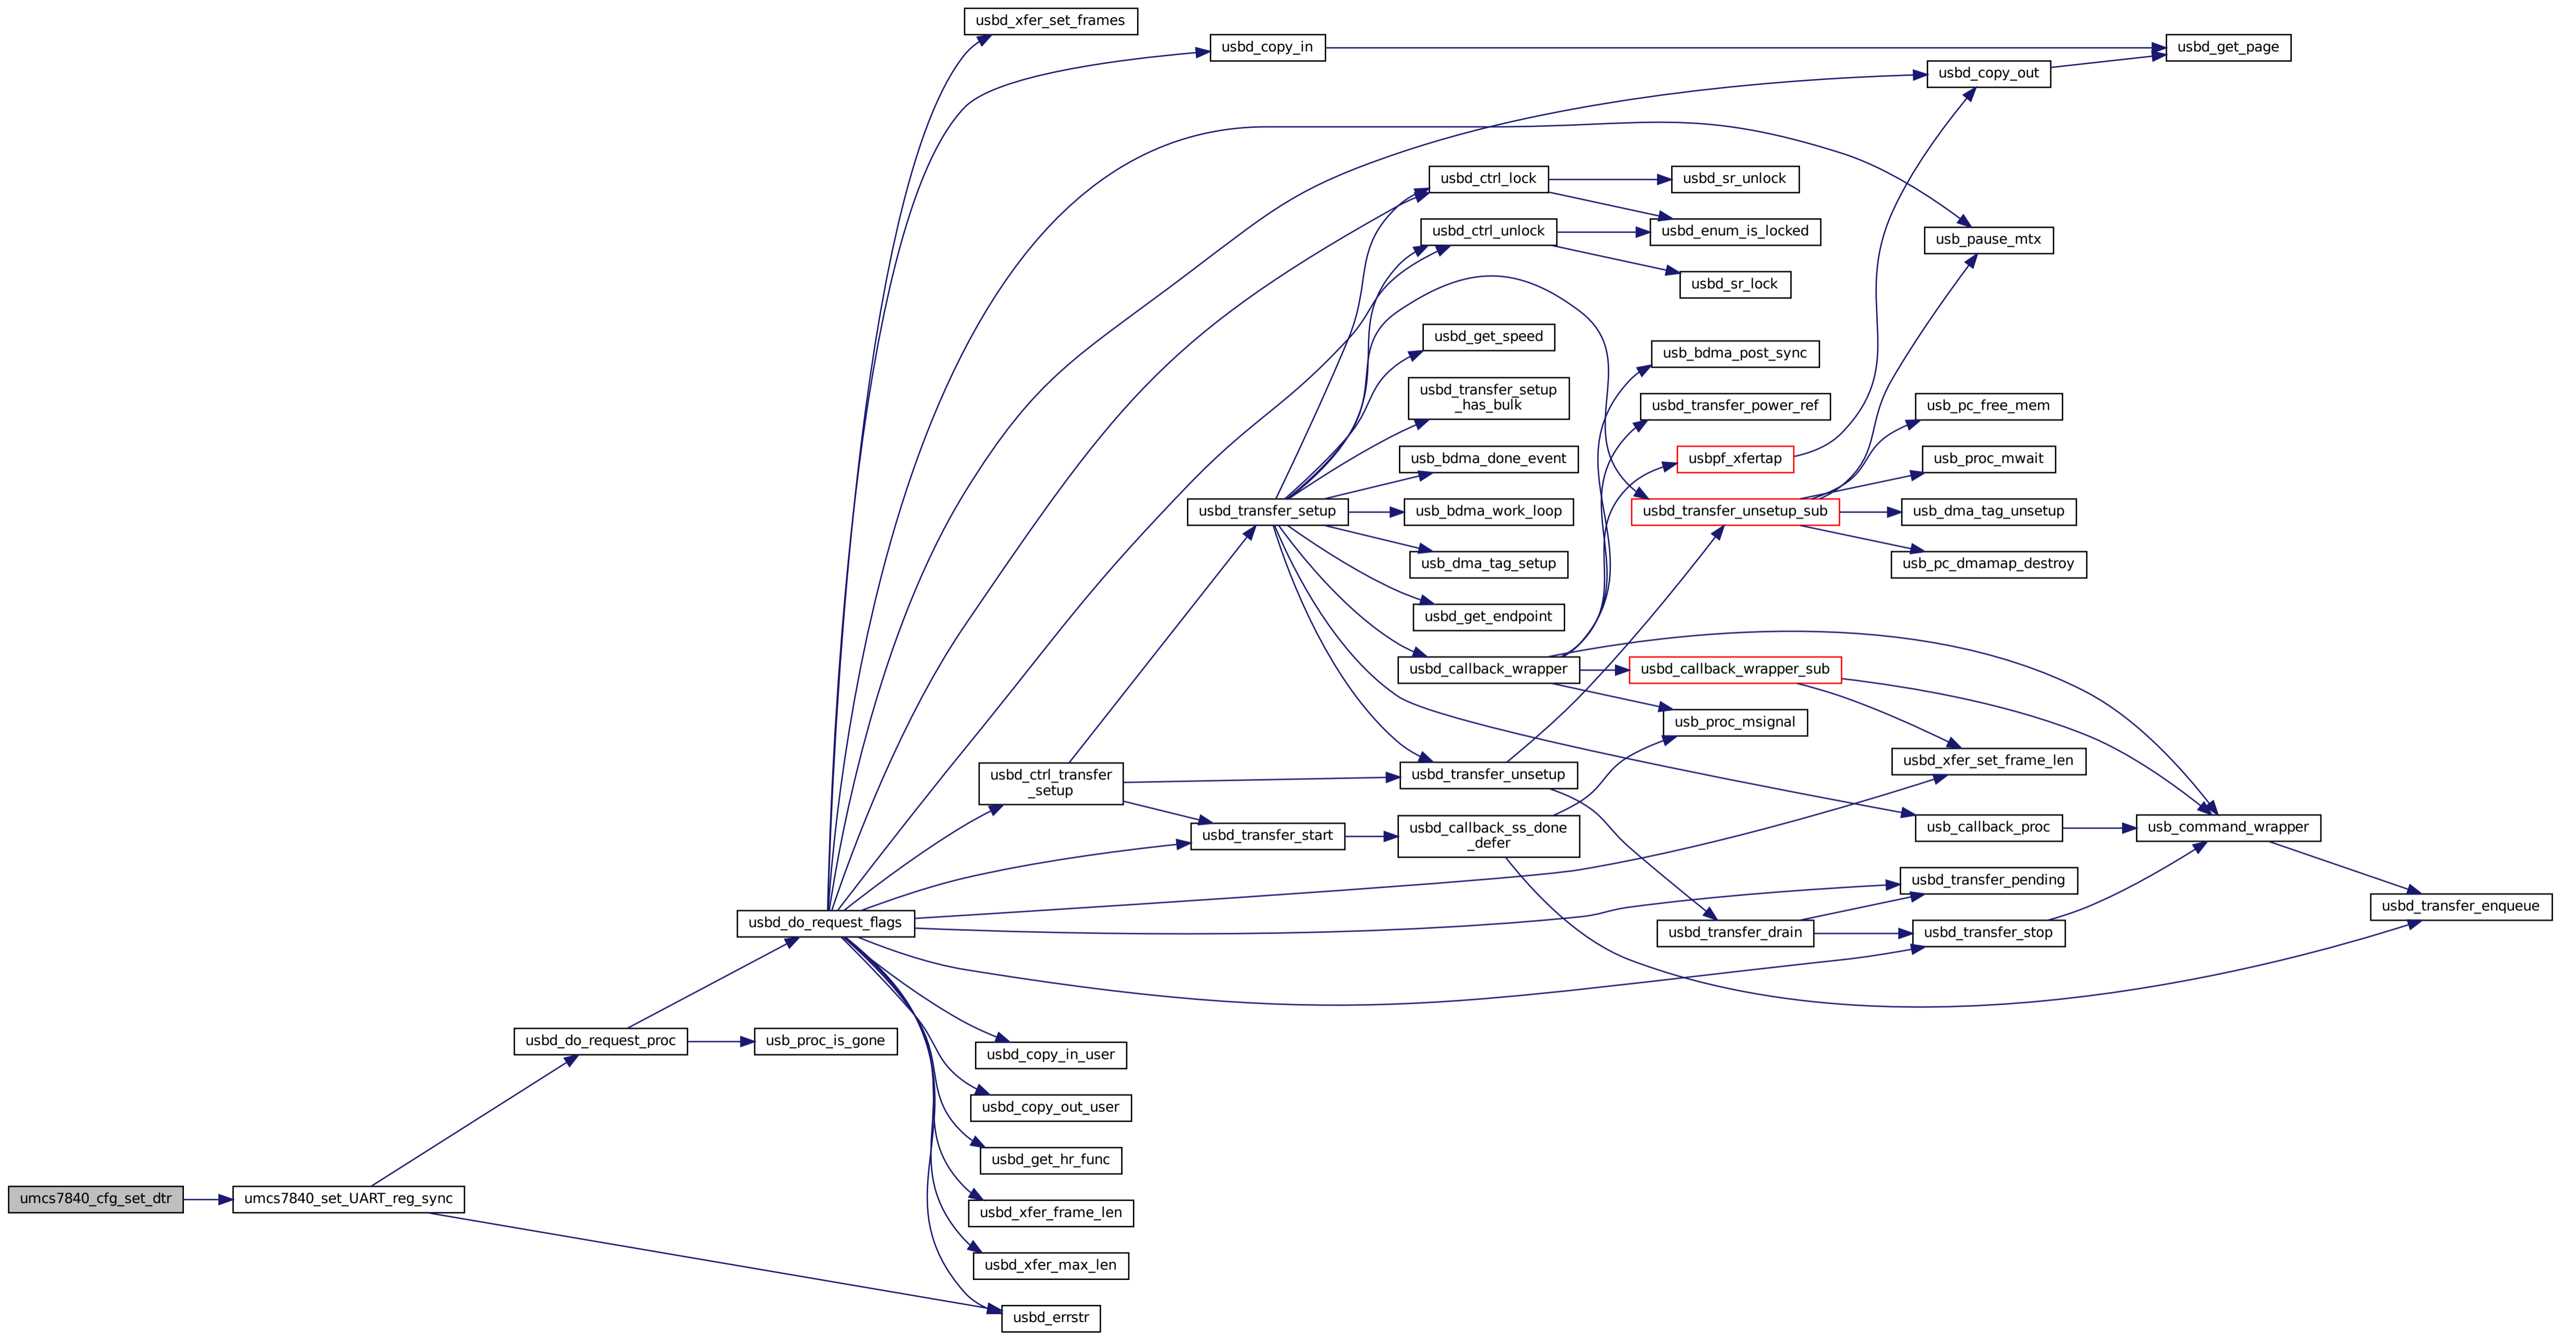 usbd_xfer_set_frames
usbd_copy_in
usbd_get_page
usbd_copy_out
usbd_ctrl_lock
usbd_sr_unlock
usbd_ctrl_unlock
usbd_enum_is_locked
usb_pause_mtx
usbd_sr_lock
usbd_get_speed
usb_bdma_post_sync
usbd_transfer_setup
_has_bulk
usbd_transfer_power_ref
usb_pc_free_mem
usb_bdma_done_event
usbpf_xfertap
usb_proc_mwait
usbd_transfer_setup
usb_bdma_work_loop
usbd_transfer_unsetup_sub
usb_dma_tag_unsetup
usb_dma_tag_setup
usb_pc_dmamap_destroy
usbd_get_endpoint
usbd_callback_wrapper
usbd_callback_wrapper_sub
usb_proc_msignal
usbd_ctrl_transfer
_setup
usbd_transfer_unsetup
usbd_xfer_set_frame_len
usbd_transfer_start
usbd_callback_ss_done
_defer
usb_callback_proc
usb_command_wrapper
usbd_transfer_pending
usbd_transfer_enqueue
usbd_do_request_flags
usbd_transfer_drain
usbd_transfer_stop
usbd_do_request_proc
usb_proc_is_gone
usbd_copy_in_user
usbd_copy_out_user
usbd_get_hr_func
umcs7840_cfg_set_dtr
umcs7840_set_UART_reg_sync
usbd_xfer_frame_len
usbd_xfer_max_len
usbd_errstr